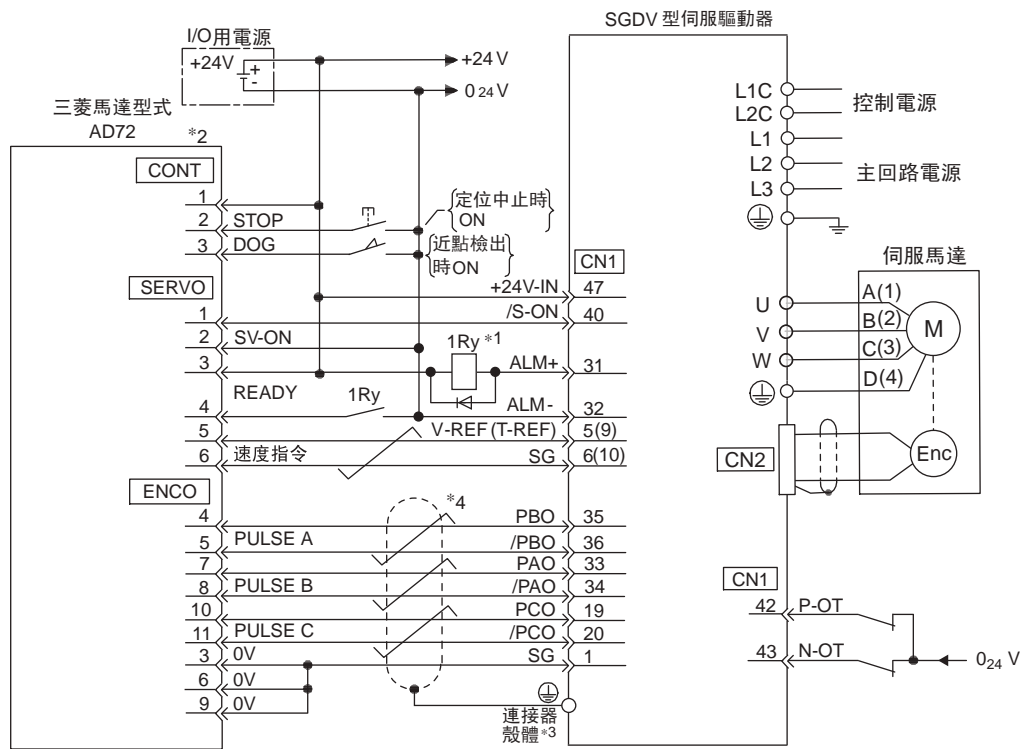 SGDV 型伺服驅動器
I/O用電源
+24V
+
-
+24 V
0 24 V
三菱馬達型式
AD72
*2
CONT
1
2 STOP
3 DOG
定位中止時
ON
近點檢出
時ON
SERVO
1
2 SV-ON
3
READY
4
5
6 速度指令
1Ry
1Ry *1
CN1
+24V-IN 47
/S-ON 40
ALM+ 31
ALM- 32
V-REF (T-REF) 5(9)
SG 6(10)
ENCO
4
5 PULSE A
7
8 PULSE B
10
11 PULSE C
3 0V
6 0V
9 0V
*4
PBO 35
/PBO 36
PAO 33
/PAO 34
PCO 19
/PCO 20
SG 1
連接器
殼體 *3
L1C
L2C
控制電源
L1
L2
L3
主回路電源
伺服馬達
U A(1)
V B(2)
W C(3)
D(4)
M
CN2
Enc
CN1
42 P-OT
43 N-OT
0 24 V